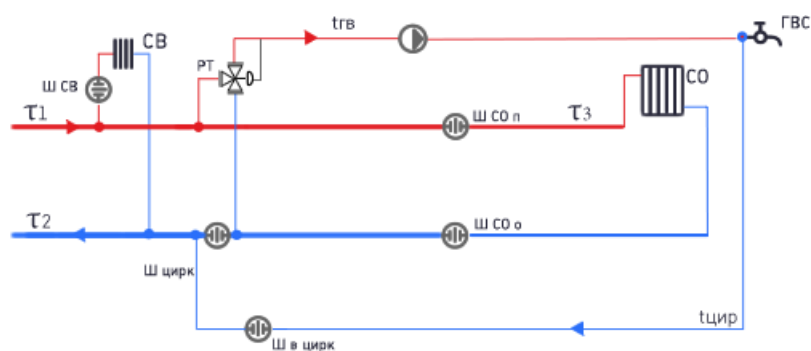 tгв
ГВС
СВ
РТ
СО
Ш СВ
τ1
Ш СО п
τ3
τ2
Ш СО о
Ш цирк
tцир
Ш в цирк